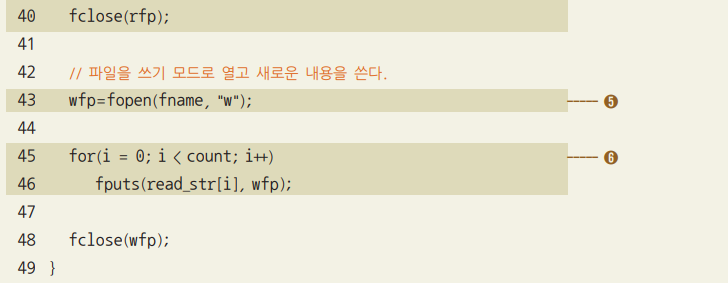 40 fclose(rfp);
41
42 // 파일을 쓰기 모드로 열고 새로운 내용을 쓴다.
43 wfp=fopen(fname, "w"); ❺
44
45 for(i = 0; i < count; i++) ❻
46 fputs(read_str[i], wfp);
47
48 fclose(wfp);
49 }